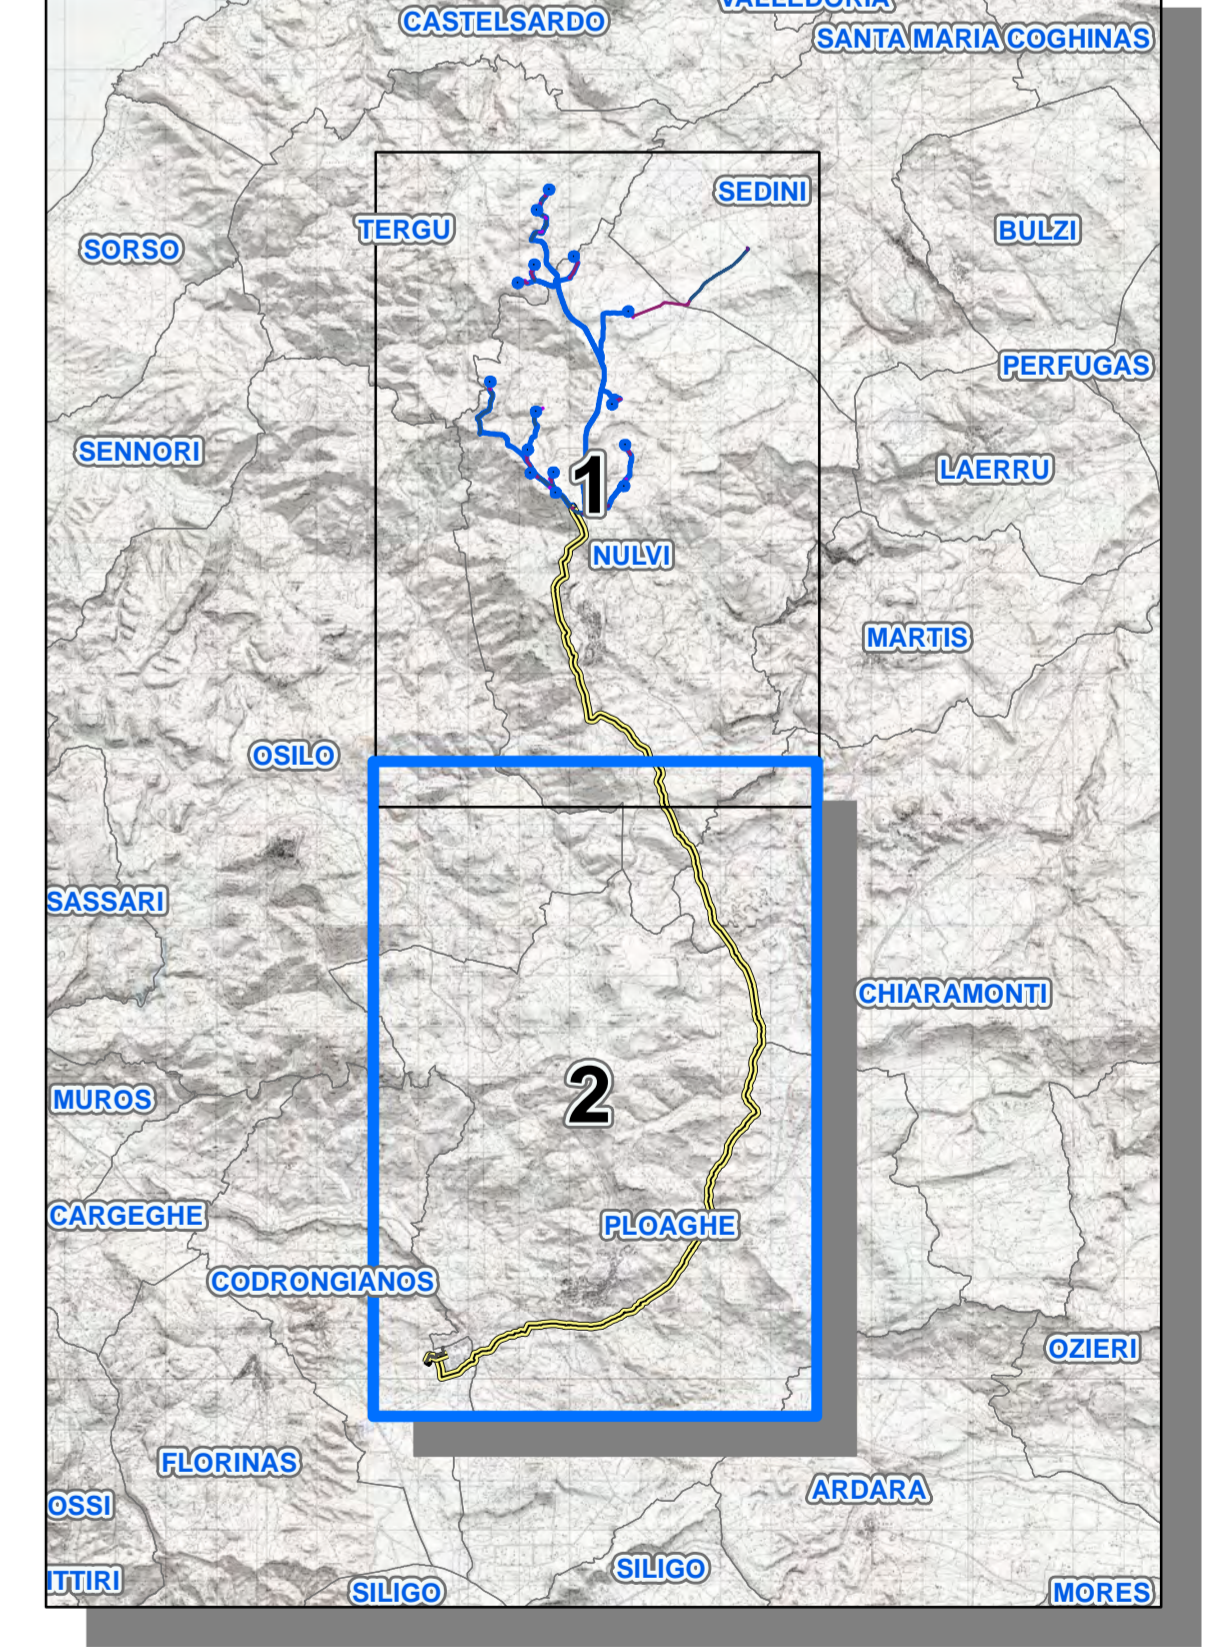 VALLEDORIA
CASTELSARDO
SANTA MARIA COGHINAS
SEDINI
TERGU
BULZI
SORSO
PERFUGAS
SENNORI
LAERRU
1
NULVI
MARTIS
OSILO
SASSARI
CHIARAMONTI
2
MUROS
CARGEGHE
PLOAGHE
CODRONGIANOS
OZIERI
FLORINAS
ARDARA
OSSI
SILIGO
ITTIRI
SILIGO
MORES